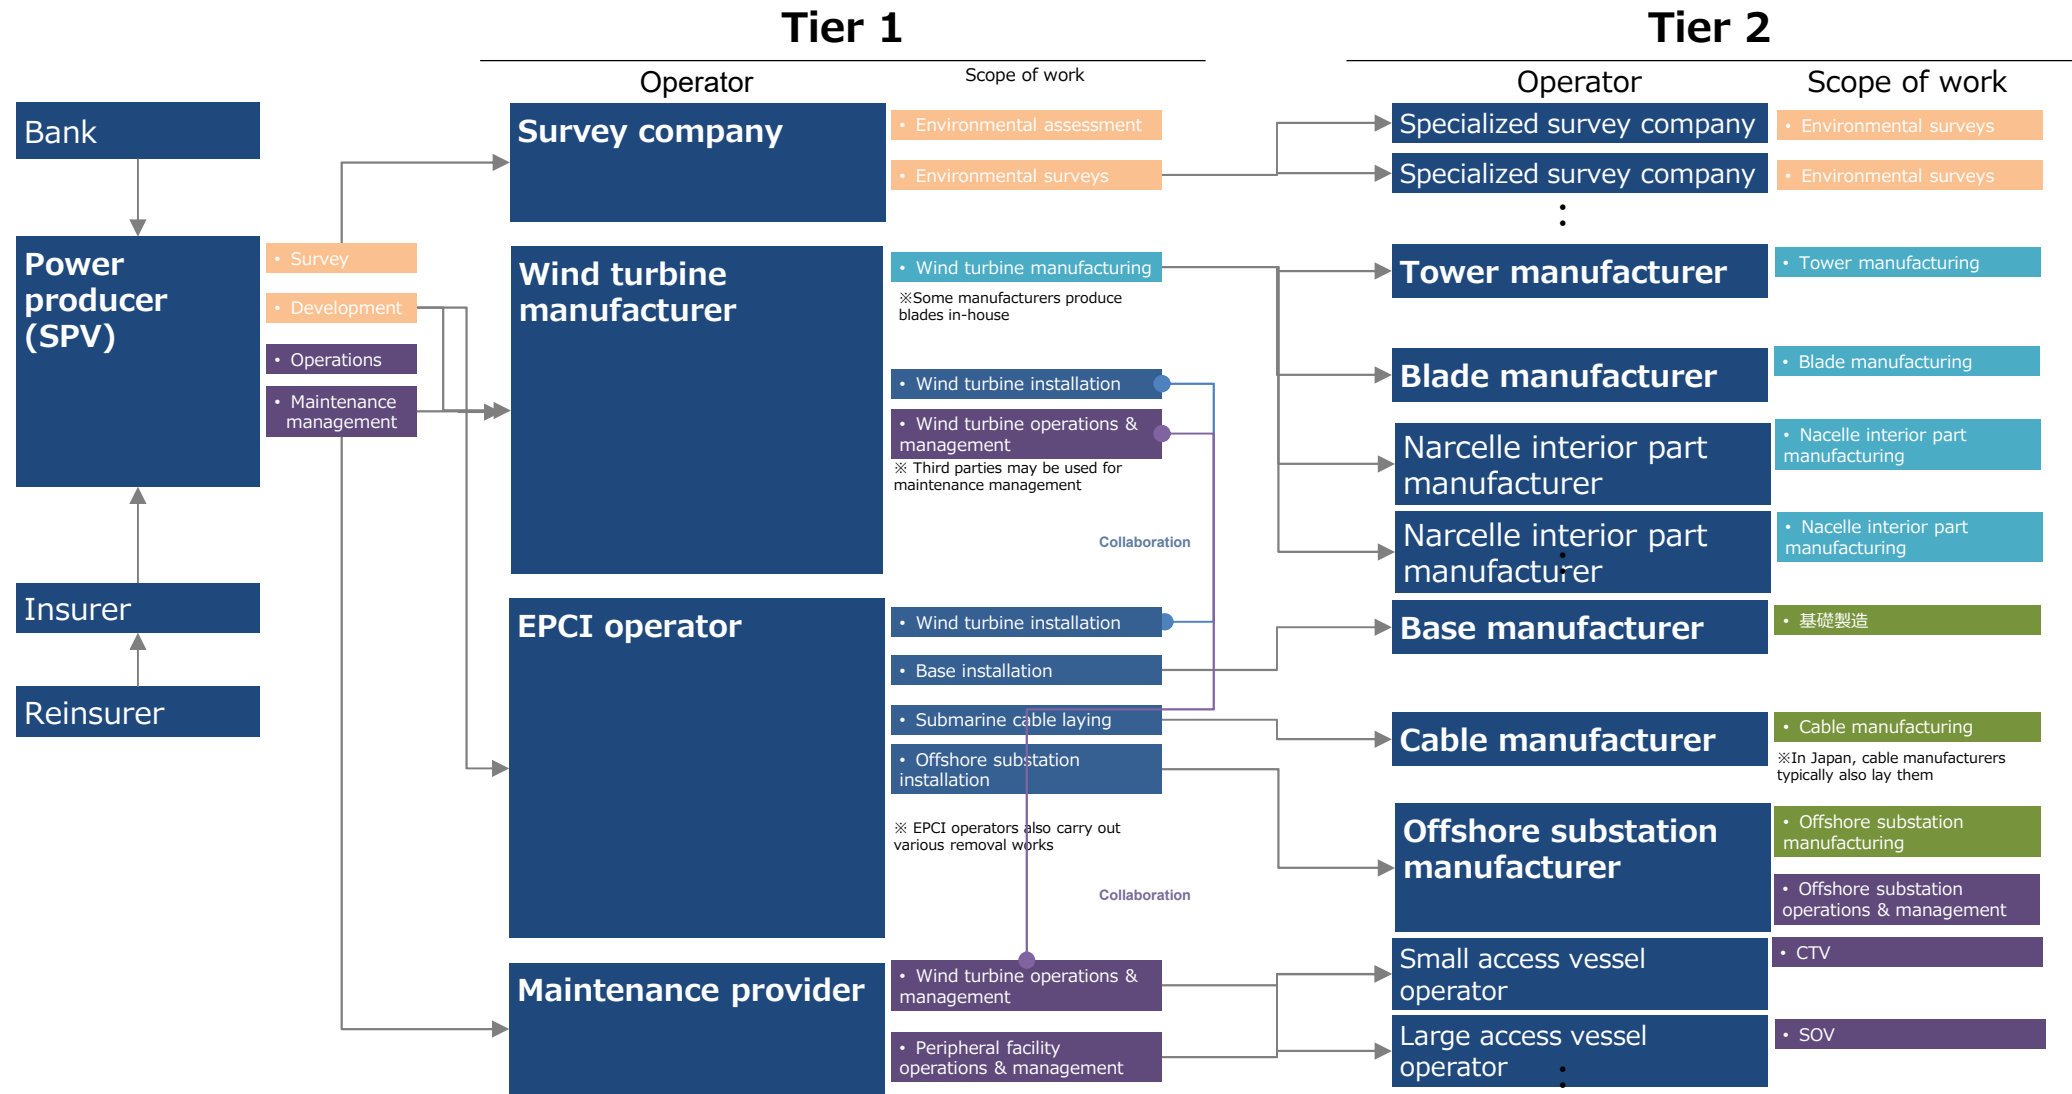 Tier 1
Tier 2
Operator
Scope of work
Operator
Scope of work
Bank
Power
producer
(SPV)
Insurer
Reinsurer
• Survey
• Development
• Operations
• Maintenance
management
Survey company
• Environmental assessment
• Environmental surveys
Wind turbine
manufacturer
• Wind turbine manufacturing
※Some manufacturers produce
blades in-house
• Wind turbine installation
• Wind turbine operations &
management
※ Third parties may be used for
maintenance management
Collaboration
EPCI operator
• Wind turbine installation
• Base installation
• Submarine cable laying
• Offshore substation
installation
※ EPCI operators also carry out
various removal works
Collaboration
Maintenance provider
• Wind turbine operations &
management
• Peripheral facility
operations & management
Specialized survey company
• Environmental surveys
Specialized survey company
• Environmental surveys
:
Tower manufacturer
• Tower manufacturing
Blade manufacturer
• Blade manufacturing
Narcelle interior part
manufacturer
• Nacelle interior part
manufacturing
Narcelle interior part
manufacturer
:
• Nacelle interior part
manufacturing
Base manufacturer
• 基礎製造
Cable manufacturer
• Cable manufacturing
※In Japan, cable manufacturers
typically also lay them
Offshore substation
manufacturer
• Offshore substation
manufacturing
• Offshore substation
operations & management
Small access vessel
operator
• CTV
Large access vessel
operator
:
• SOV